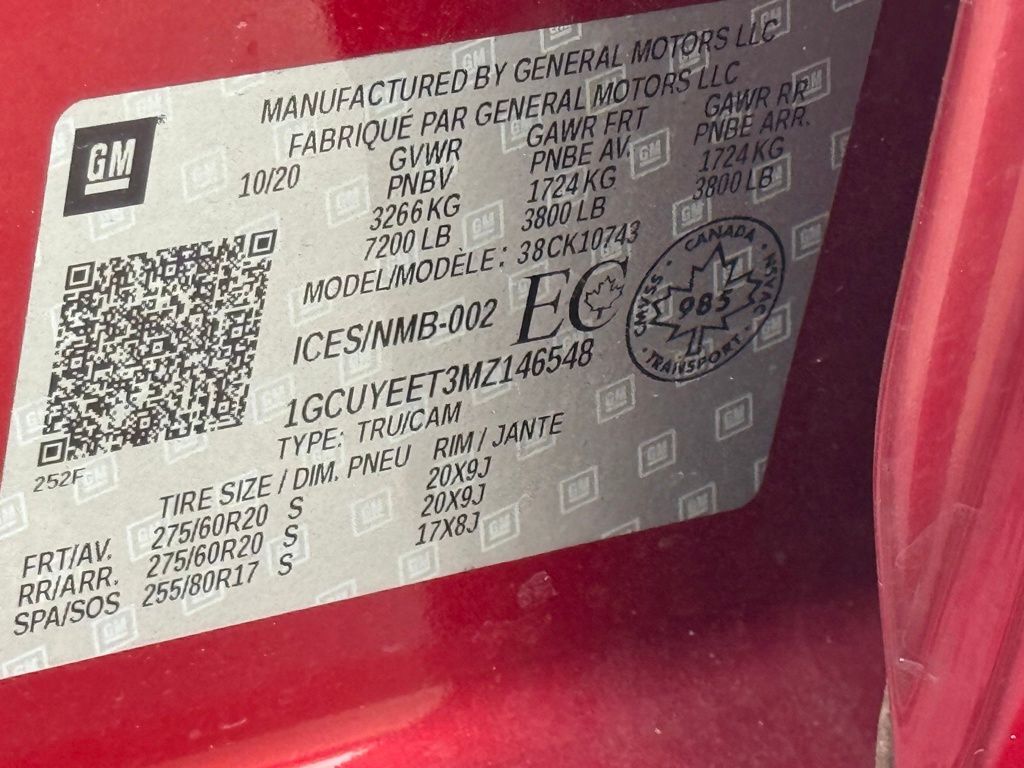 GM
MANUFACTURED BY GENERAL MOTORS LLC
FABRIQUÉ PAR GENERAL MOTORS LLC
10/20
GVWR GAWR FRT GAWR RR
PNBV PNBE AV. PNBE ARR.
3266 KG 1724 KG 1724 KG
7200 LB 3800 LB 3800 LB
MODEL/MODÈLE: 38CK10743
ICES/NMB-002 EC
CANADA · NSVAC · TRANSPORT · CMVSS · 985
1GCUYEET3MZ146548
TYPE: TRU/CAM
252F
TIRE SIZE / DIM. PNEU RIM / JANTE
FRT/AV. 275/60R20 S 20X9J
RR/ARR. 275/60R20 S 20X9J
SPA/SOS 255/80R17 S 17X8J